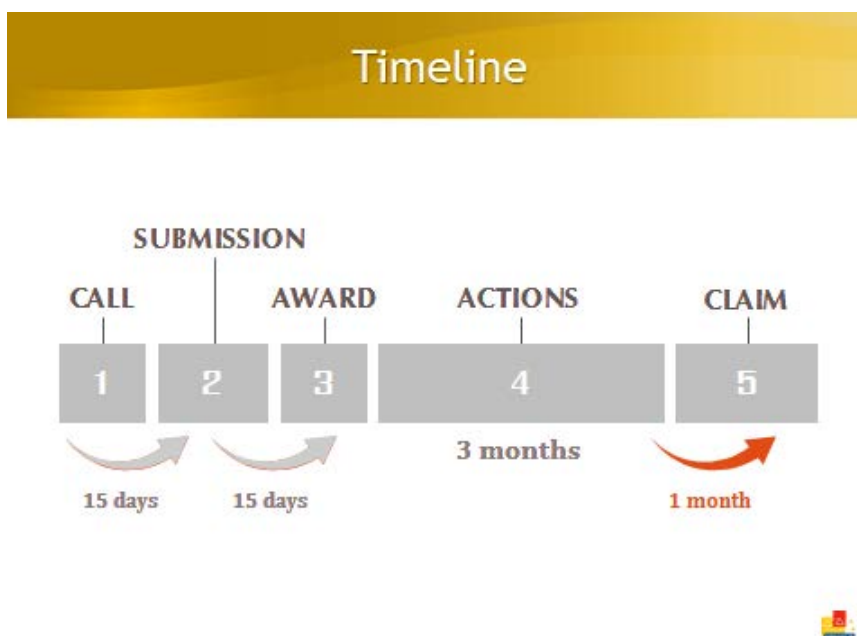 Timeline
SUBMISSION
CALL
AWARD
ACTIONS
CLAIM
1
2
3
4
5
3 months
15 days
15 days
1 month